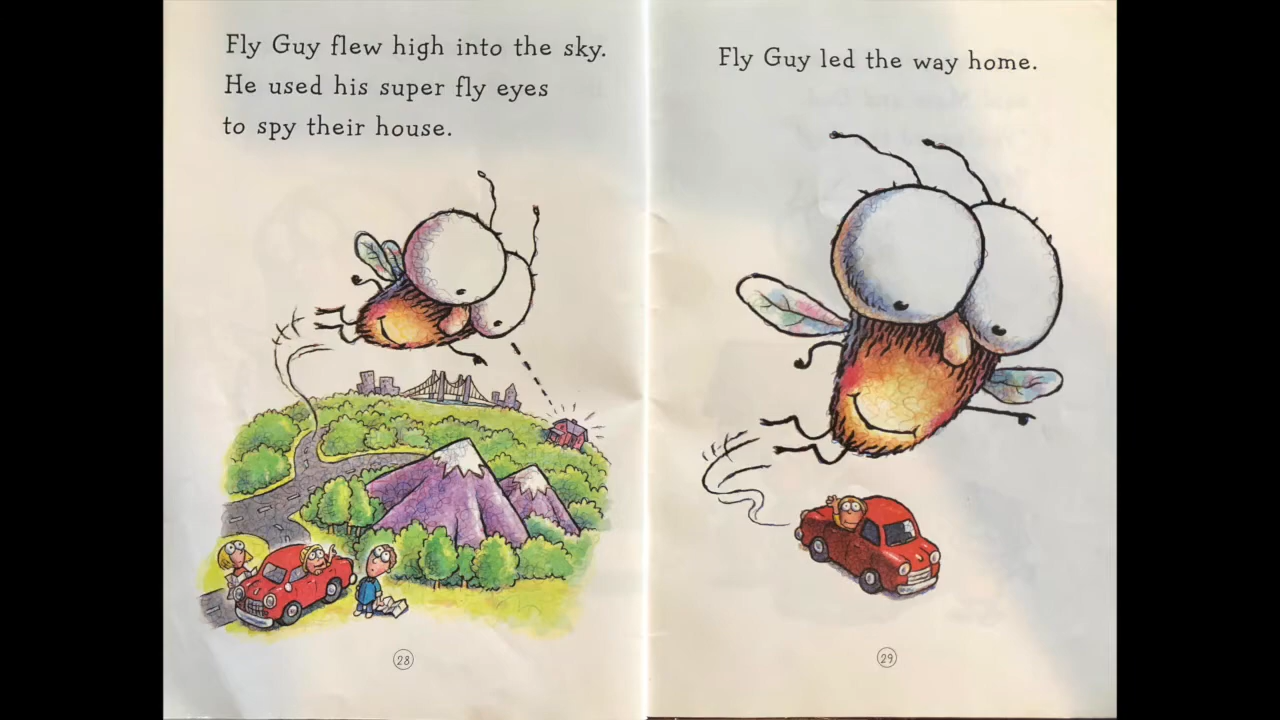 Fly Guy flew high into the sky.
He used his super fly eyes
to spy their house.
28
Fly Guy led the way home.
29